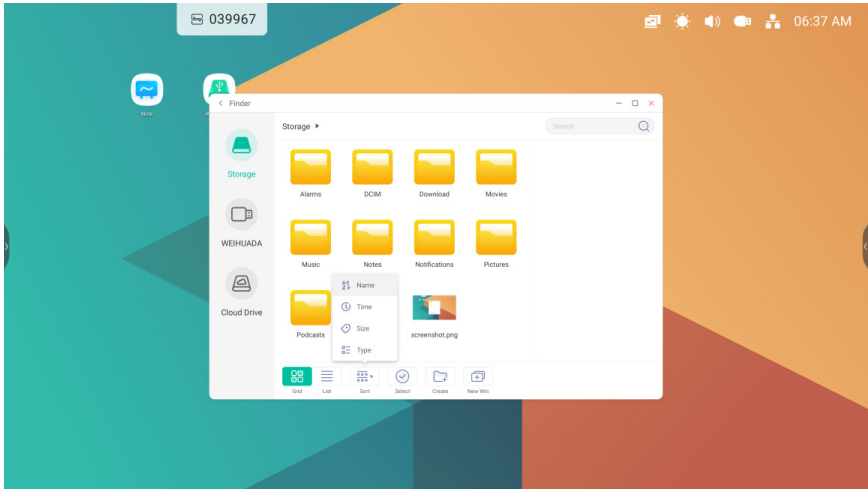 039967
06:37 AM
Note
Finder
Storage
Search
Storage
WEIHUADA
Cloud Drive
Alarms
DCIM
Download
Movies
Music
Notes
Notifications
Pictures
Podcasts
screenshot.png
Name
Time
Size
Type
Grid
List
Sort
Select
Create
New Win